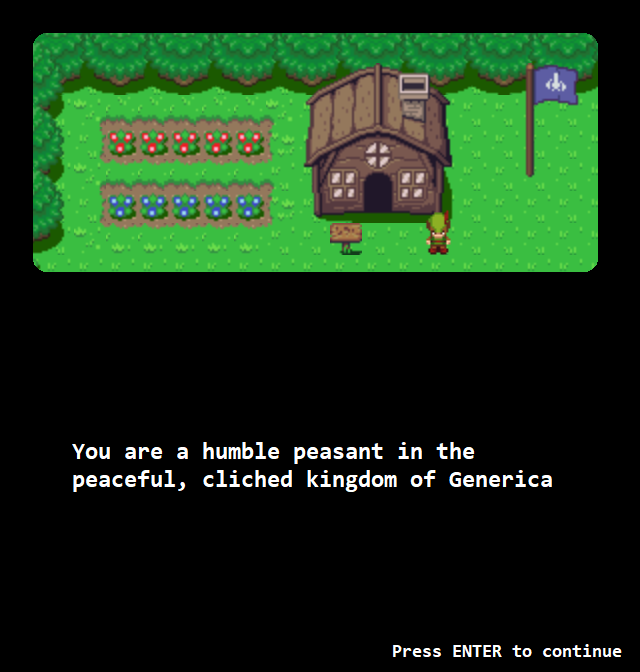 You are a humble peasant in the
peaceful, cliched kingdom of Generica
Press ENTER to continue